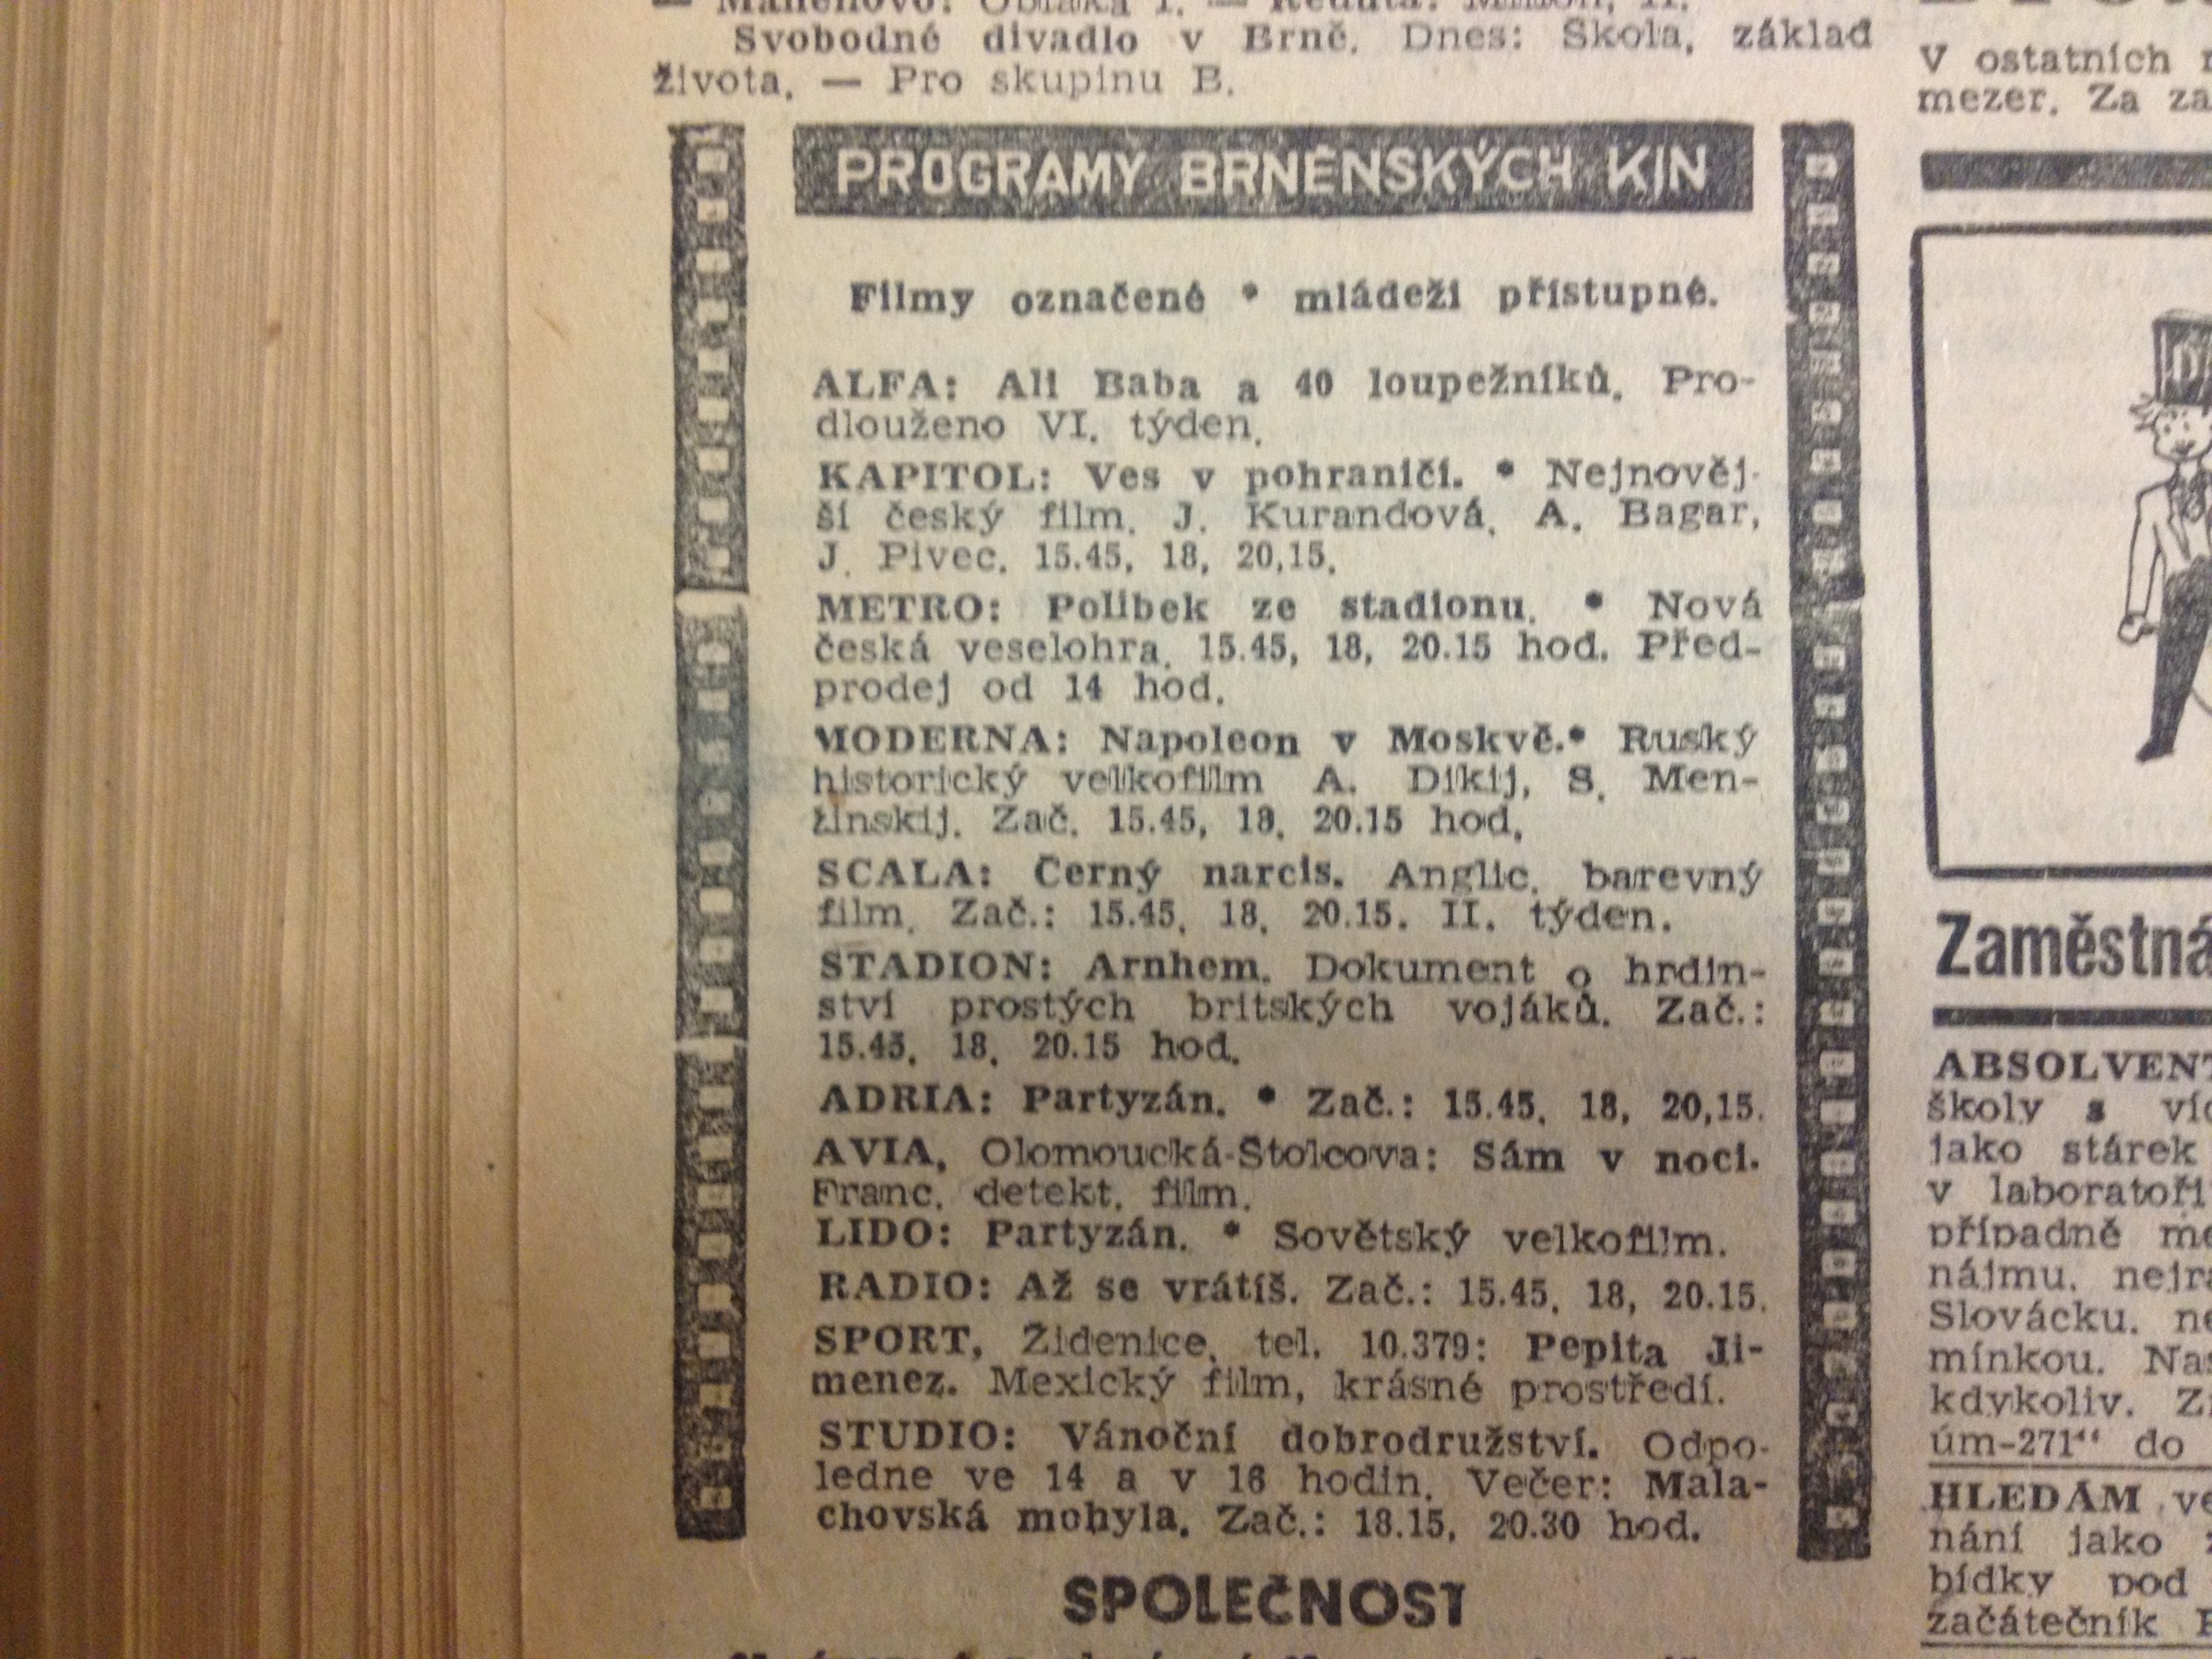 Svobodné divadlo v Brně. Dnes: Škola, základ
života. — Pro skupinu B.
PROGRAMY BRNĚNSKÝCH KIN
Filmy označené * mládeži přístupné.
ALFA: Ali Baba a 40 loupežníků. Pro-
dlouženo VI. týden.
KAPITOL: Ves v pohraničí. * Nejnověj-
ší český film. J. Kurandová, A. Bagar,
J. Pivec. 15.45, 18, 20,15.
METRO: Polibek ze stadionu. * Nová
česká veselohra. 15.45, 18, 20.15 hod. Před-
prodej od 14 hod.
MODERNA: Napoleon v Moskvě.* Ruský
historický velkofilm A. Dikij, S. Men-
žinskij. Zač. 15.45, 18, 20.15 hod.
SCALA: Černý narcis. Anglic. barevný
film. Zač.: 15.45, 18, 20.15. II. týden.
STADION: Arnhem. Dokument o hrdin-
ství prostých britských vojáků. Zač.:
15.45, 18, 20.15 hod.
ADRIA: Partyzán. * Zač.: 15.45, 18, 20,15.
AVIA, Olomoucká-Štolcova: Sám v noci.
Franc. detekt. film.
LIDO: Partyzán. * Sovětský velkofilm.
RADIO: Až se vrátíš. Zač.: 15.45, 18, 20.15.
SPORT, Židenice, tel. 10.379: Pepita Ji-
menez. Mexický film, krásné prostředí.
STUDIO: Vánoční dobrodružství. Odpo-
ledne ve 14 a v 16 hodin. Večer: Mala-
chovská mohyla. Zač.: 18.15, 20.30 hod.
SPOLEČNOST
V ostatních
mezer. Za
Zaměstná
ABSOLVENT
školy s
jako stárek
v laboratoři
případně
nájmu, nejra
Slovácku, ne
mínkou.
kdykoliv.
úm-271“ do
HLEDÁM
nání jako
bídky pod
začátečník